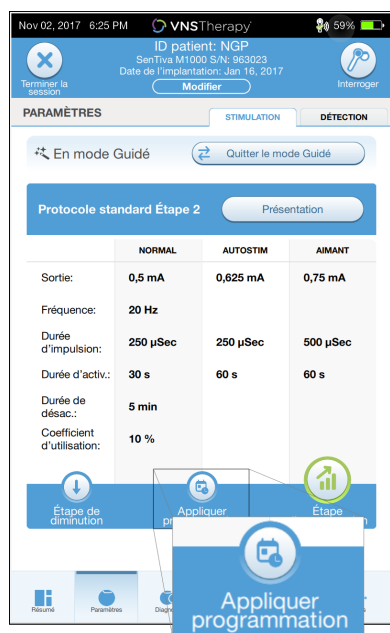 Nov 02, 2017 6:25 PM VNSTherapy 59%
ID patient: NGP
SenTiva M1000 S/N: 963023
Date de l'implantation: Jan 16, 2017
Modifier
Terminer la
session
Interroger
PARAMÈTRES STIMULATION DÉTECTION
En mode Guidé Quitter le mode Guidé
Protocole standard Étape 2 Présentation
NORMAL AUTOSTIM AIMANT
Sortie: 0,5 mA 0,625 mA 0,75 mA
Fréquence: 20 Hz
Durée
d'impulsion: 250 µSec 250 µSec 500 µSec
Durée d'activ.: 30 s 60 s 60 s
Durée de
désac.: 5 min
Coefficient
d'utilisation: 10 %
Étape de
diminution
Appliquer
Étape
Appliquer
programmation
Résumé Paramètres